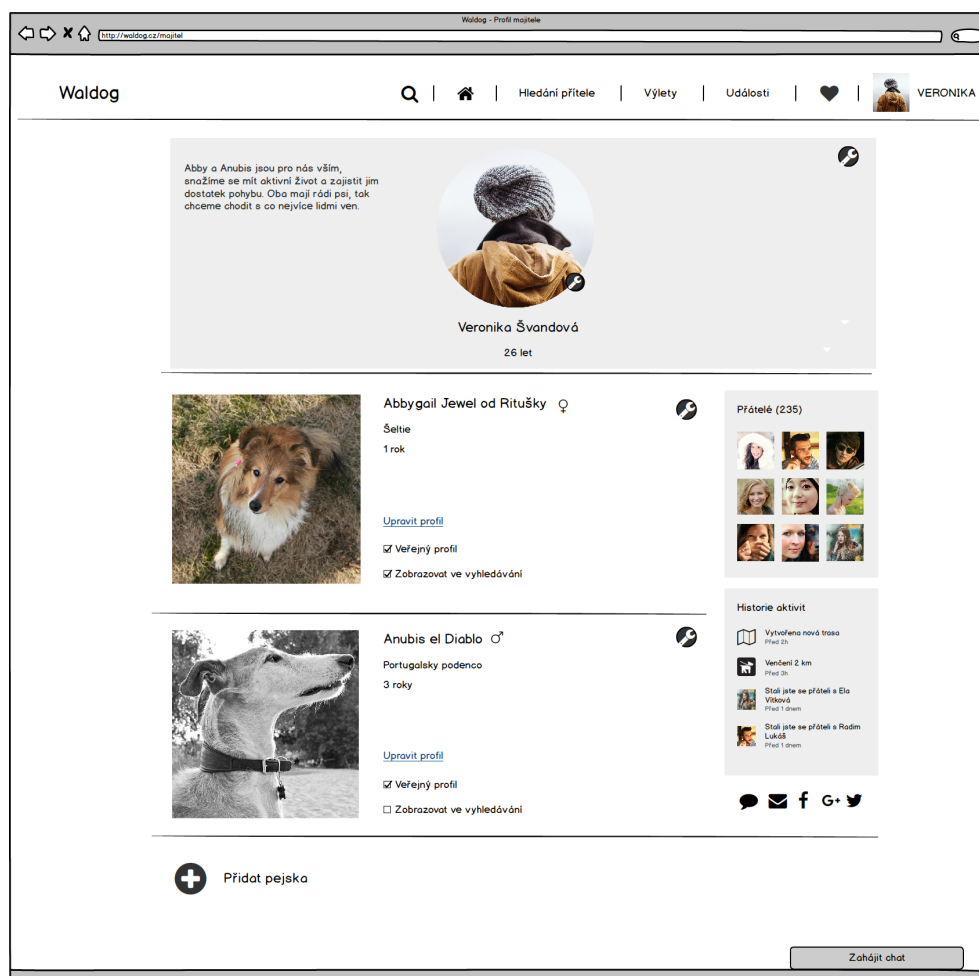 Waldog - Profil majitele
http://waldog.cz/majitel
Waldog
Hledání přítele
Výlety
Události
VERONIKA
Abby a Anubis jsou pro nás vším,
snažíme se mít aktivní život a zajistit jim
dostatek pohybu. Oba mají rádi psi, tak
chceme chodit s co nejvíce lidmi ven.
Veronika Švandová
26 let
Abbygail Jewel od Ritušky
Šeltie
1 rok
Upravit profil
Veřejný profil
Zobrazovat ve vyhledávání
Anubis el Diablo
Portugalsky podenco
3 roky
Upravit profil
Veřejný profil
Zobrazovat ve vyhledávání
Přátelé (235)
Historie aktivit
Vytvořena nová trasa
Před 2h
Venčení 2 km
Před 3h
Stali jste se přáteli s Ela
Vítková
Před 1 dnem
Stali jste se přáteli s Radim
Lukáš
Před 1 dnem
f
G+
Přidat pejska
Zahájit chat